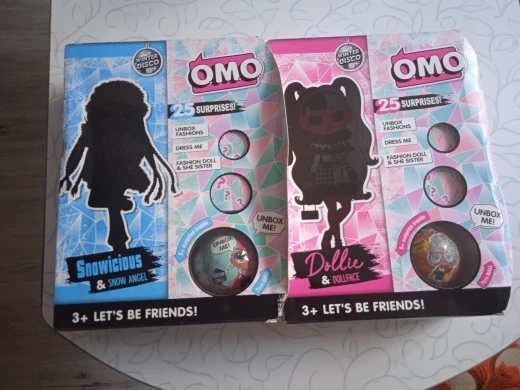 WINTER
DISCO
OMO
25 SURPRISES!
UNBOX
FASHIONS
DRESS ME
FASHION DOLL
& SHE SISTER
UNBOX
ME!
UNBOX
ME!
Snowicious
& SNOW ANGEL
3+ LET'S BE FRIENDS!
WINTER
DISCO
OMO
25 SURPRISES!
UNBOX
FASHIONS
DRESS ME
FASHION DOLL
& SHE SISTER
UNBOX
ME!
Dollie
& DOLLFACE
3+ LET'S BE FRIENDS!